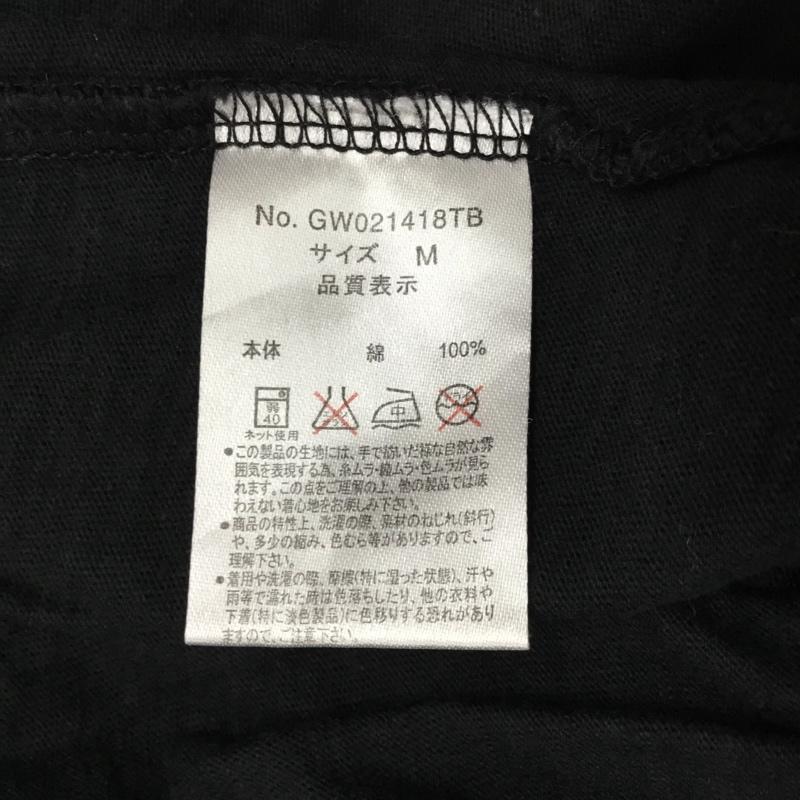 No. GW021418TB
サイズ M
品質表示
本体 綿 100%
弱 40 中
ネット使用
●この製品の生地には、手で紡いだ様な自然な雰
囲気を表現する為、糸ムラ・織ムラ・色ムラが見ら
れます。この点をご理解の上、他の製品では味
わえない着心地をお楽しみ下さい。
●商品の特性上、洗濯の際、素材のねじれ(斜行)
や、多少の縮み、色むら等がありますので、ご
理解下さい。
●着用や洗濯の際、摩擦(特に湿った状態)、汗や
雨等で濡れた時は色落ちしたり、他の衣料や
下着(特に淡色製品)に色移りする恐れがあり
ますので、ご注意下さい。